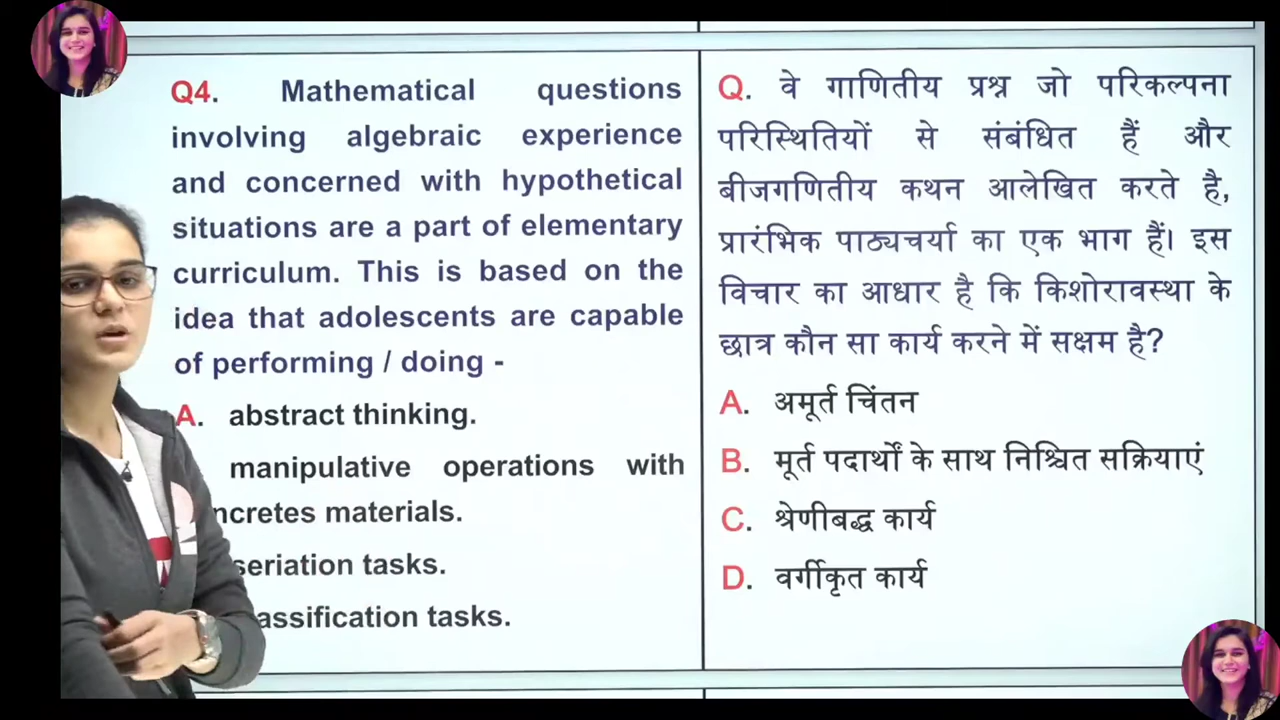 Q4. Mathematical questions
involving algebraic experience
and concerned with hypothetical
situations are a part of elementary
curriculum. This is based on the
idea that adolescents are capable
of performing / doing -
A. abstract thinking.
manipulative operations with
materials.
seriation tasks.
tasks.
Q. वे गाणितीय प्रश्न जो परिकल्पना
परिस्थितियों से संबंधित हैं और
बीजगणितीय कथन आलेखित करते है,
प्रारंभिक पाठ्यचर्या का एक भाग हैं। इस
विचार का आधार है कि किशोरावस्था के
छात्र कौन सा कार्य करने में सक्षम है?
A. अमूर्त चिंतन
B. मूर्त पदार्थों के साथ निश्चित सक्रियाएं
C. श्रेणीबद्ध कार्य
D. वर्गीकृत कार्य